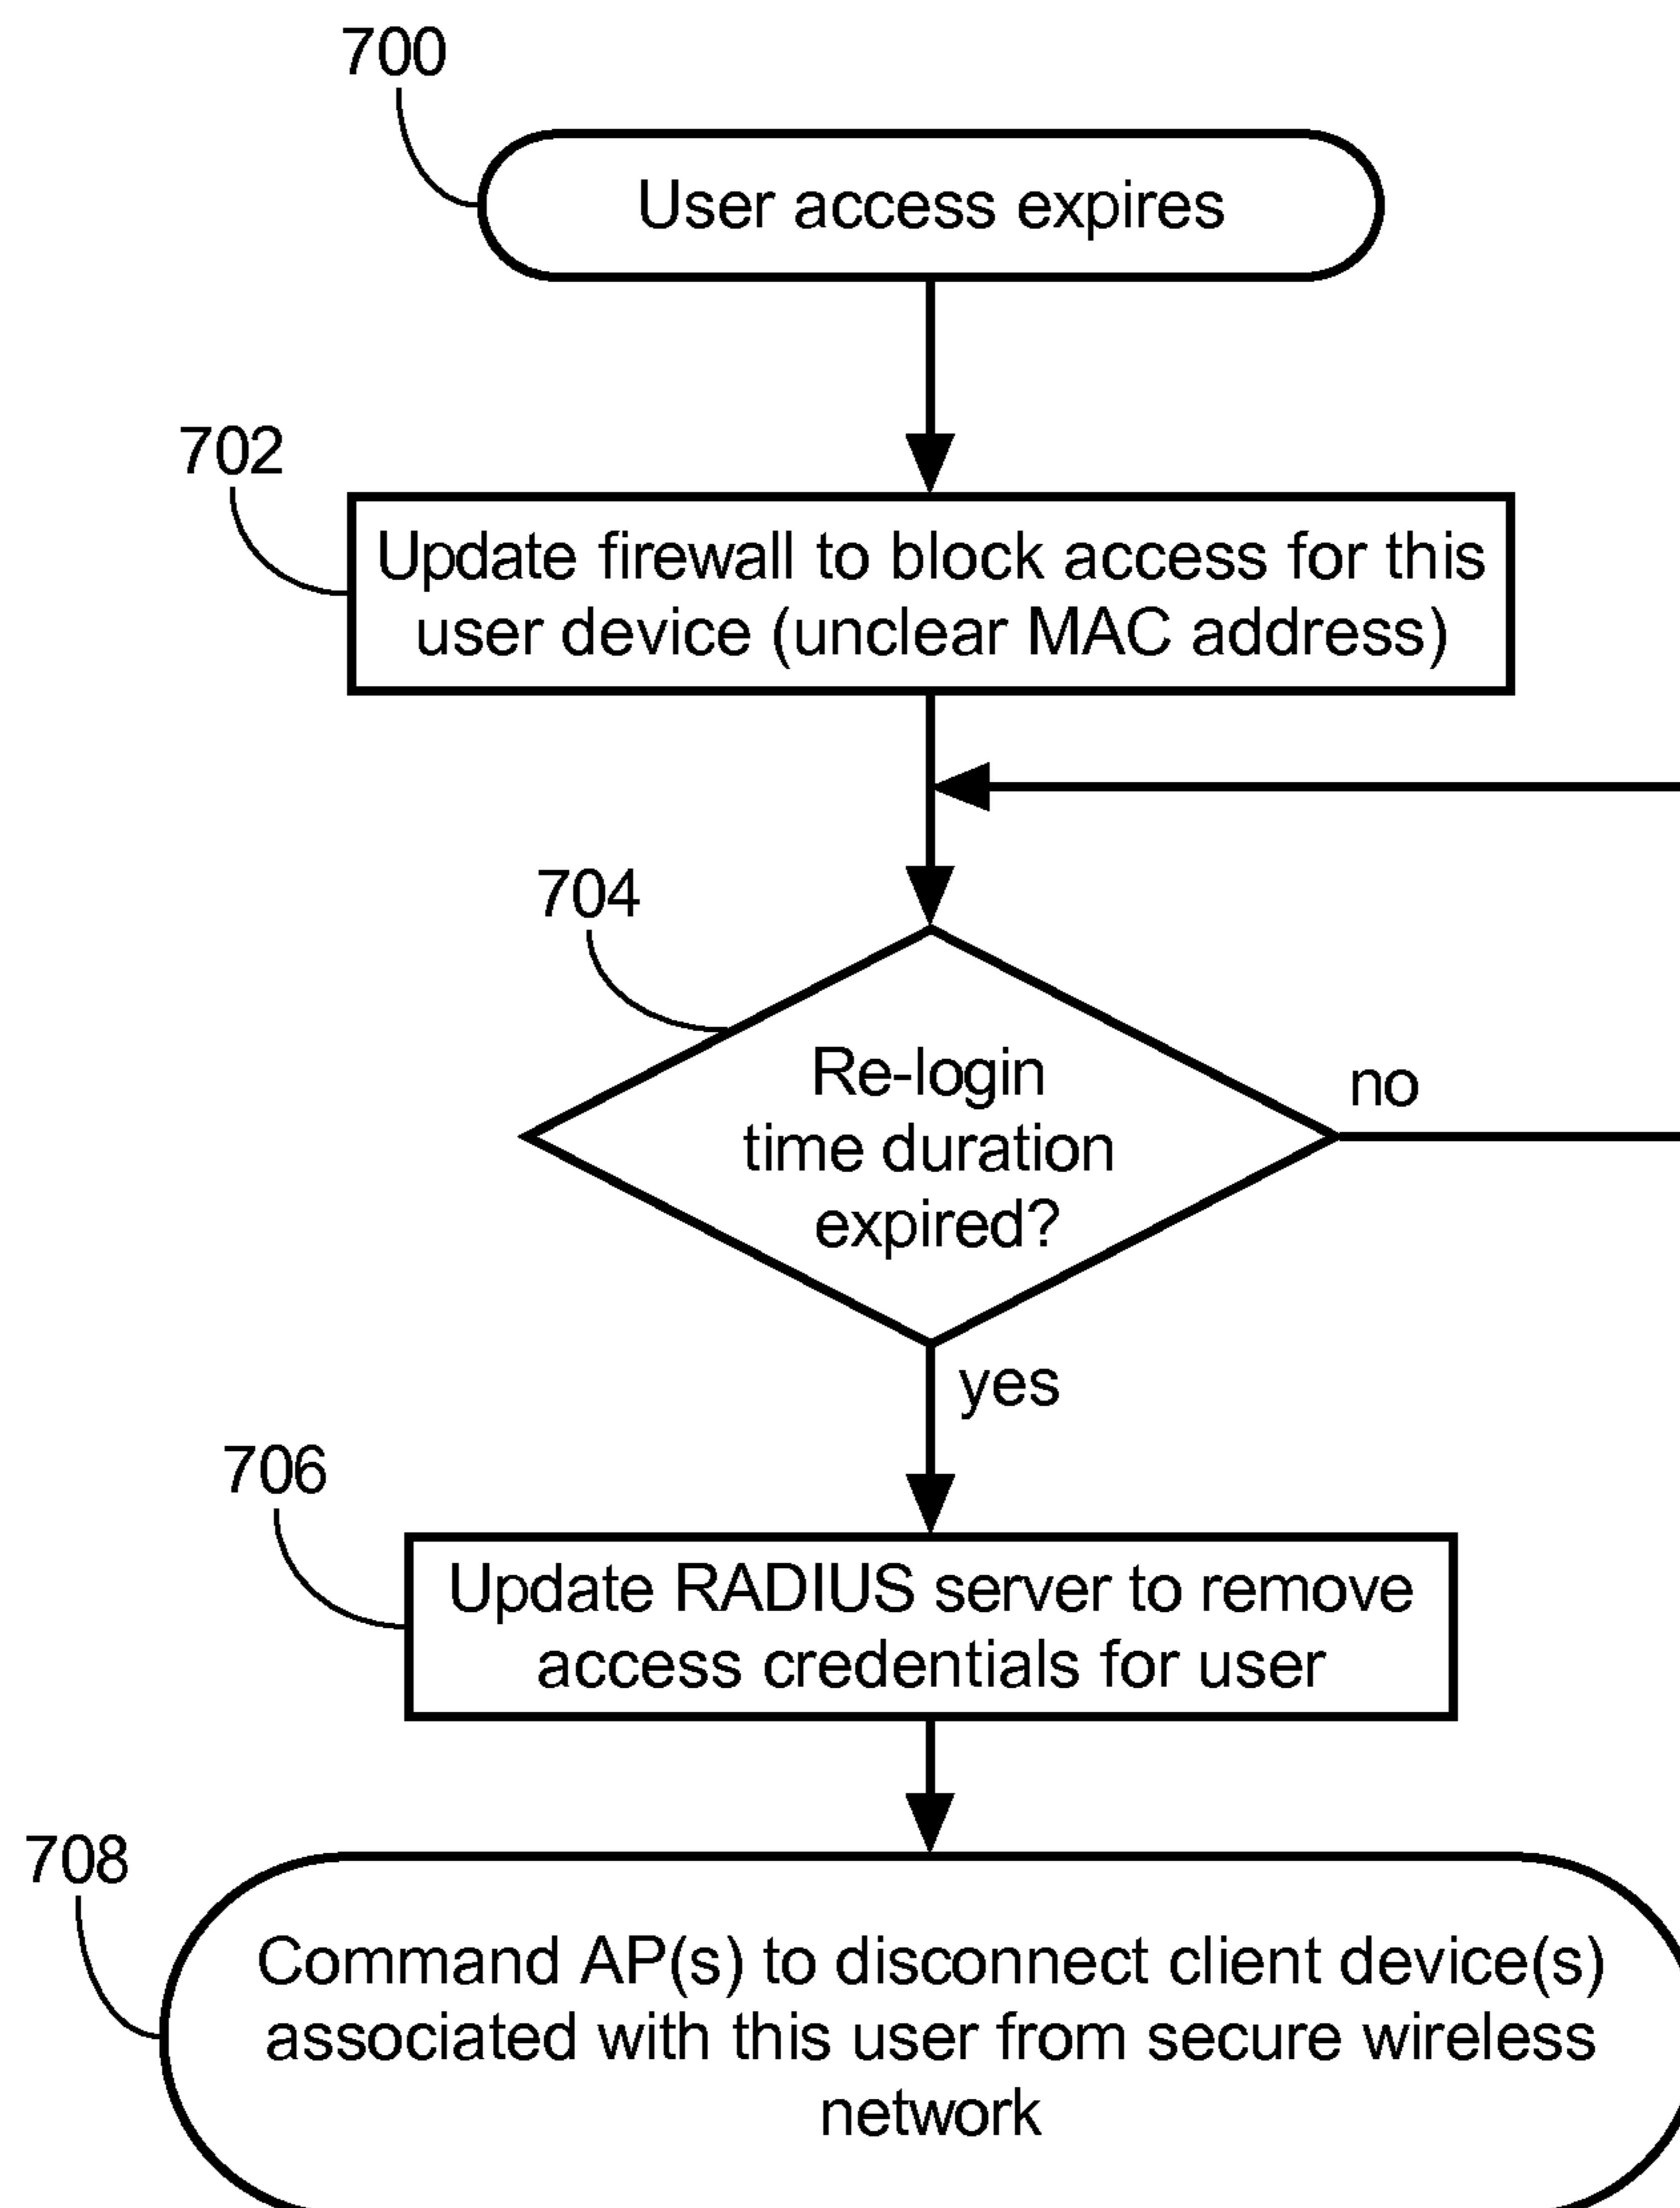 700
User access expires
702
Update firewall to block access for this
user device (unclear MAC address)
704
Re-login
time duration
expired?
no
yes
706
Update RADIUS server to remove
access credentials for user
708
Command AP(s) to disconnect client device(s)
associated with this user from secure wireless
network